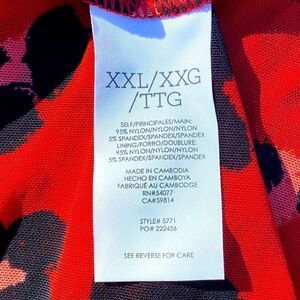 XXL/XXG
/TTG
SELF/PRINCIPALES/MAIN:
95% NYLON/NYLON/NYLON
5% SPANDEX/SPANDEX/SPANDEX
LINING/FORRO/DOUBLURE:
95% NYLON/NYLON/NYLON
5% SPANDEX/SPANDEX/SPANDEX
MADE IN CAMBODIA
HECHO EN CAMBOYA
FABRIQUÉ AU CAMBODGE
RN#54077
CA#59814
STYLE# 5771
PO# 222456
SEE REVERSE FOR CARE